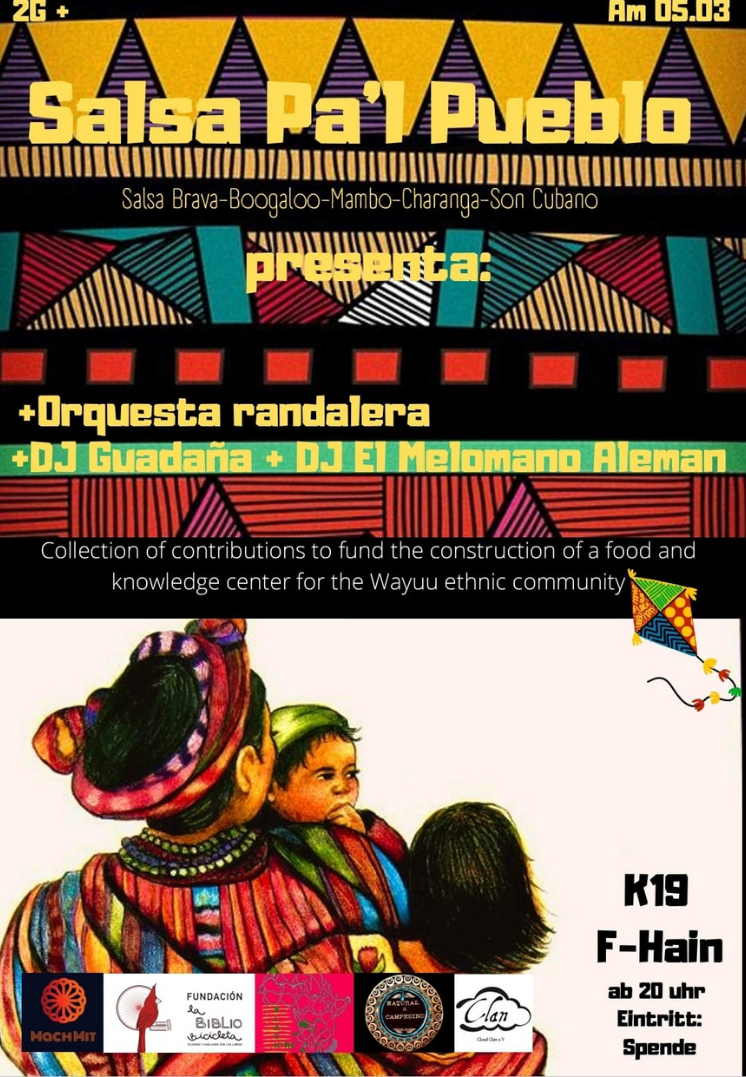 2G +
Am 05.03
Salsa Pa'l Pueblo
Salsa Brava-Boogaloo-Mambo-Charanga-Son Cubano
presenta:
+Orquesta randalera
+DJ Guadaña + DJ El Melomano Aleman
Collection of contributions to fund the construction of a food and
knowledge center for the Wayuu ethnic community
K19
F-Hain
ab 20 uhr
Eintritt:
Spende
MachMit
FUNDACIÓN
la
BIBLIO
bicicleta
NATURAL
&
CAMPESINO
Clan
Cloud Clan e.V